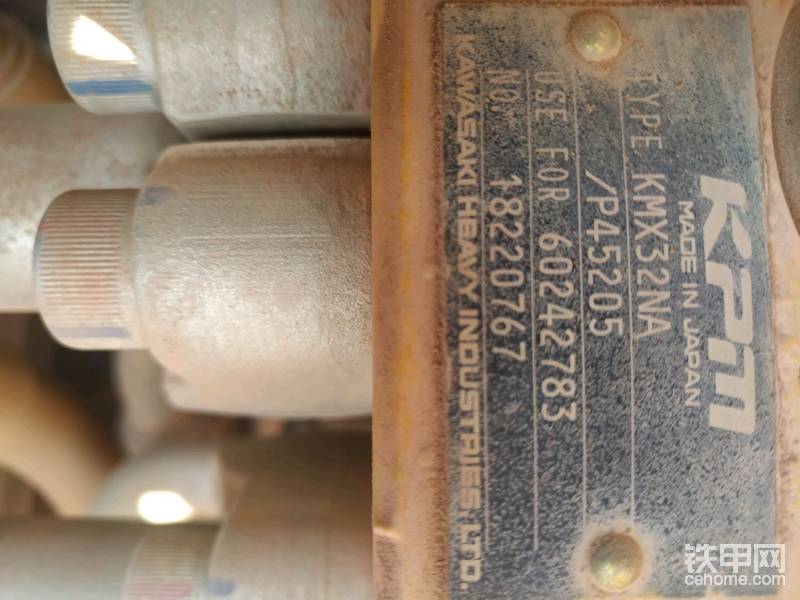 KPM
MADE IN JAPAN
TYPE KMX32NA
/P45205
USE FOR 60242783
NO. 18220767
KAWASAKI HEAVY INDUSTRIES LTD.
铁甲网
cehome.com